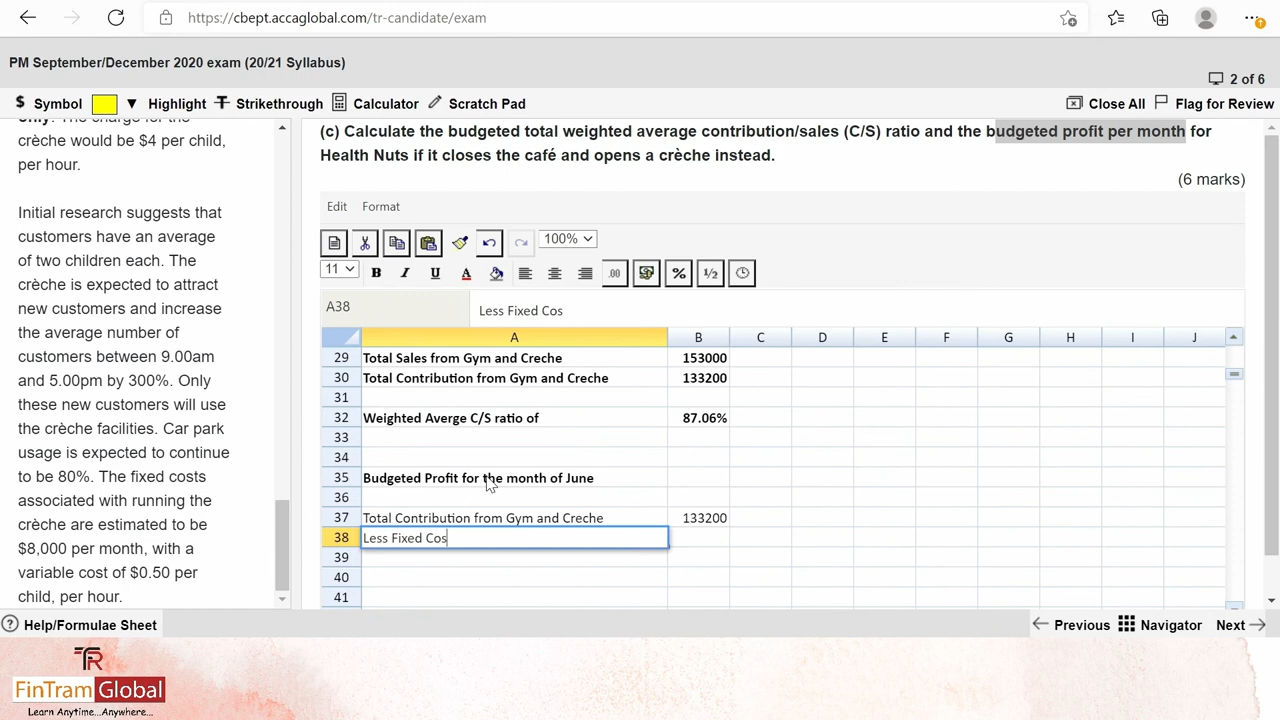 https://cbept.accaglobal.com/tr-candidate/exam
PM September/December 2020 exam (20/21 Syllabus)
2 of 6
$ Symbol Highlight Strikethrough Calculator Scratch Pad Close All Flag for Review
crèche would be $4 per child,
per hour.
Initial research suggests that
customers have an average
of two children each. The
crèche is expected to attract
new customers and increase
the average number of
customers between 9.00am
and 5.00pm by 300%. Only
these new customers will use
the crèche facilities. Car park
usage is expected to continue
to be 80%. The fixed costs
associated with running the
crèche are estimated to be
$8,000 per month, with a
variable cost of $0.50 per
child, per hour.
(c) Calculate the budgeted total weighted average contribution/sales (C/S) ratio and the budgeted profit per month for
Health Nuts if it closes the café and opens a crèche instead.
(6 marks)
Edit Format
100%
11 B I U A .00 % 1/2
A38 Less Fixed Cos
A B C D E F G H I J
29 Total Sales from Gym and Creche 153000
30 Total Contribution from Gym and Creche 133200
31
32 Weighted Averge C/S ratio of 87.06%
33
34
35 Budgeted Profit for the month of June
36
37 Total Contribution from Gym and Creche 133200
38 Less Fixed Cos
39
40
41
? Help/Formulae Sheet Previous Navigator Next
TR
FinTram Global
Learn Anytime...Anywhere...